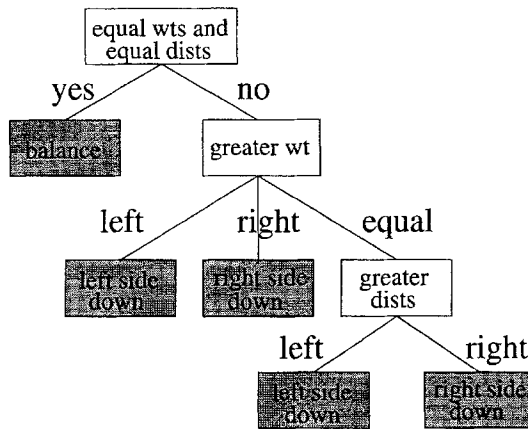 equal wts and
equal dists
yes
no
balance
greater wt
left
right
equal
left side
down
right side
down
greater
dists
left
right
left side
down
right side
down